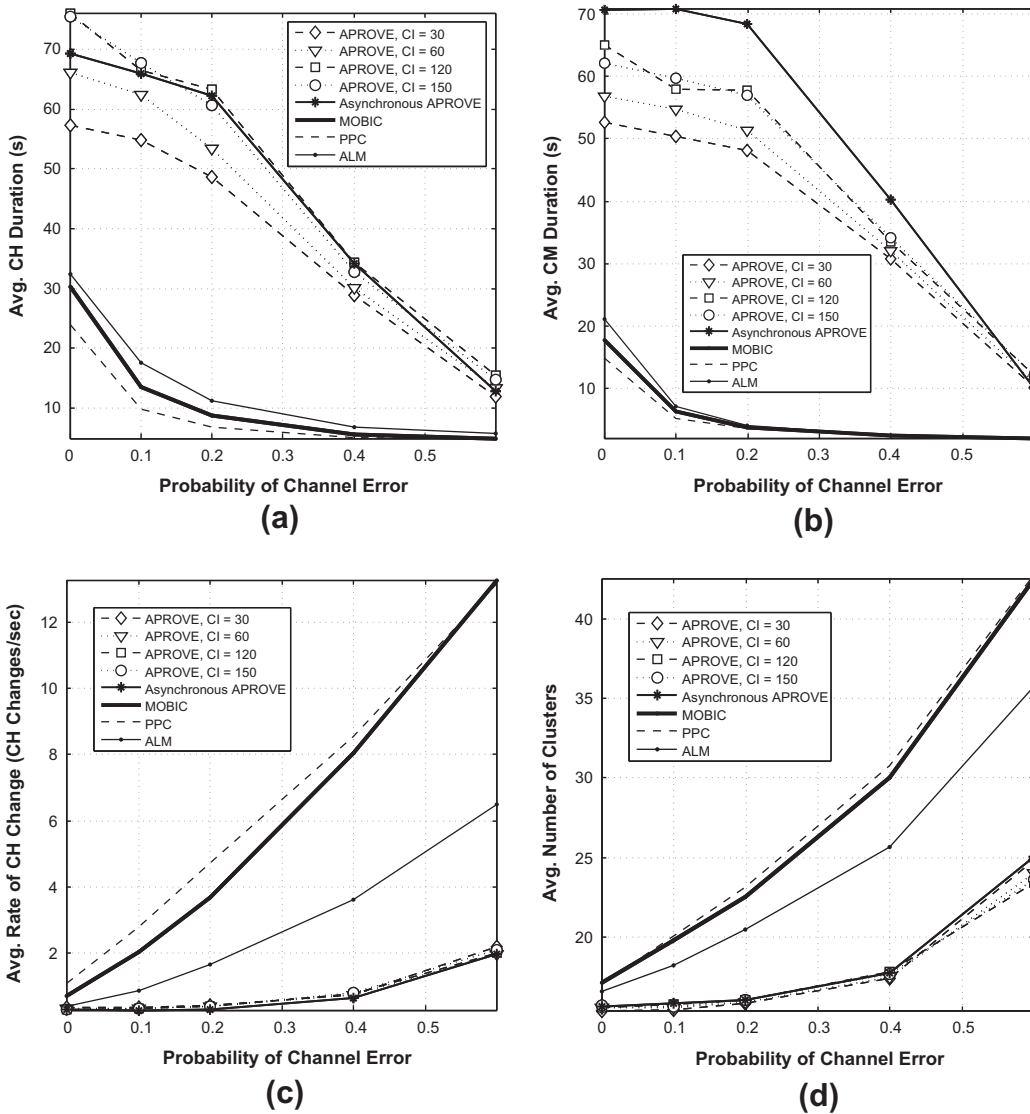 Avg. CH Duration (s)
70
60
50
40
30
20
10
0
0.1
0.2
0.3
0.4
0.5
APROVE, CI = 30
APROVE, CI = 60
APROVE, CI = 120
APROVE, CI = 150
Asynchronous APROVE
MOBIC
PPC
ALM
Probability of Channel Error
(a)
Avg. CM Duration (s)
70
60
50
40
30
20
10
0
0.1
0.2
0.3
0.4
0.5
APROVE, CI = 30
APROVE, CI = 60
APROVE, CI = 120
APROVE, CI = 150
Asynchronous APROVE
MOBIC
PPC
ALM
Probability of Channel Error
(b)
Avg. Rate of CH Change (CH Changes/sec)
12
10
8
6
4
2
0
0.1
0.2
0.3
0.4
0.5
APROVE, CI = 30
APROVE, CI = 60
APROVE, CI = 120
APROVE, CI = 150
Asynchronous APROVE
MOBIC
PPC
ALM
Probability of Channel Error
(c)
Avg. Number of Clusters
40
35
30
25
20
0
0.1
0.2
0.3
0.4
0.5
APROVE, CI = 30
APROVE, CI = 60
APROVE, CI = 120
APROVE, CI = 150
Asynchronous APROVE
MOBIC
PPC
ALM
Probability of Channel Error
(d)